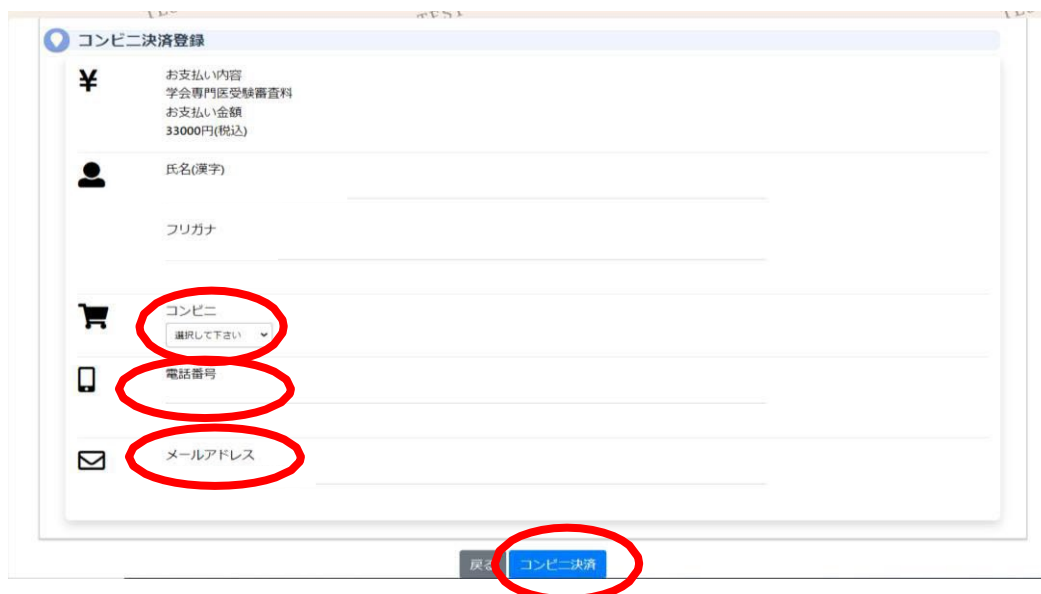 TEST
コンビニ決済登録
¥
お支払い内容
学会専門医受験審査料
お支払い金額
33000円(税込)
氏名(漢字)
フリガナ
コンビニ
選択して下さい
電話番号
メールアドレス
戻る
コンビニ決済